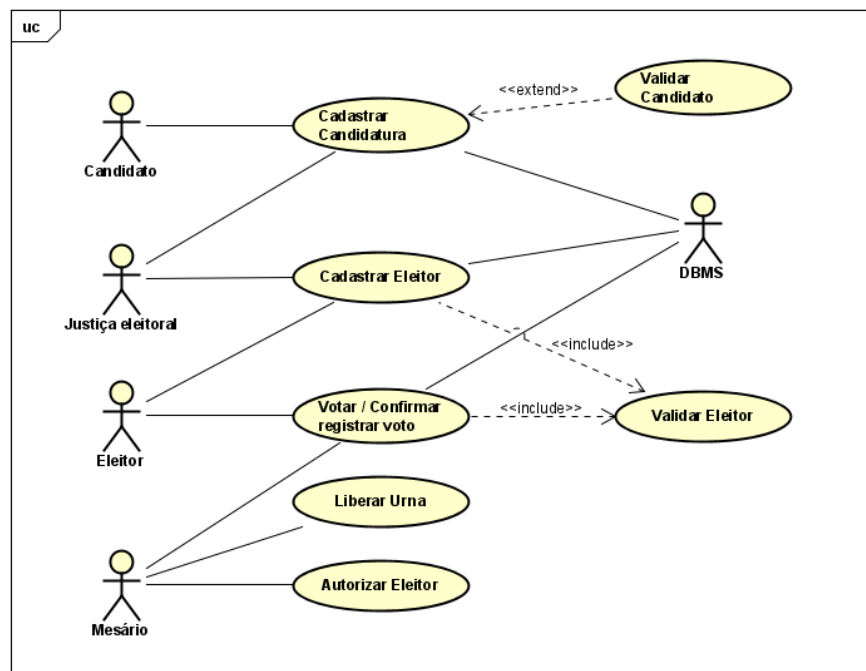 uc
Validar
Candidato
<<extend>>
Cadastrar
Candidatura
Candidato
DBMS
Cadastrar Eleitor
Justiça eleitoral
<<include>>
Votar / Confirmar
registrar voto
<<include>>
Validar Eleitor
Eleitor
Liberar Urna
Autorizar Eleitor
Mesário